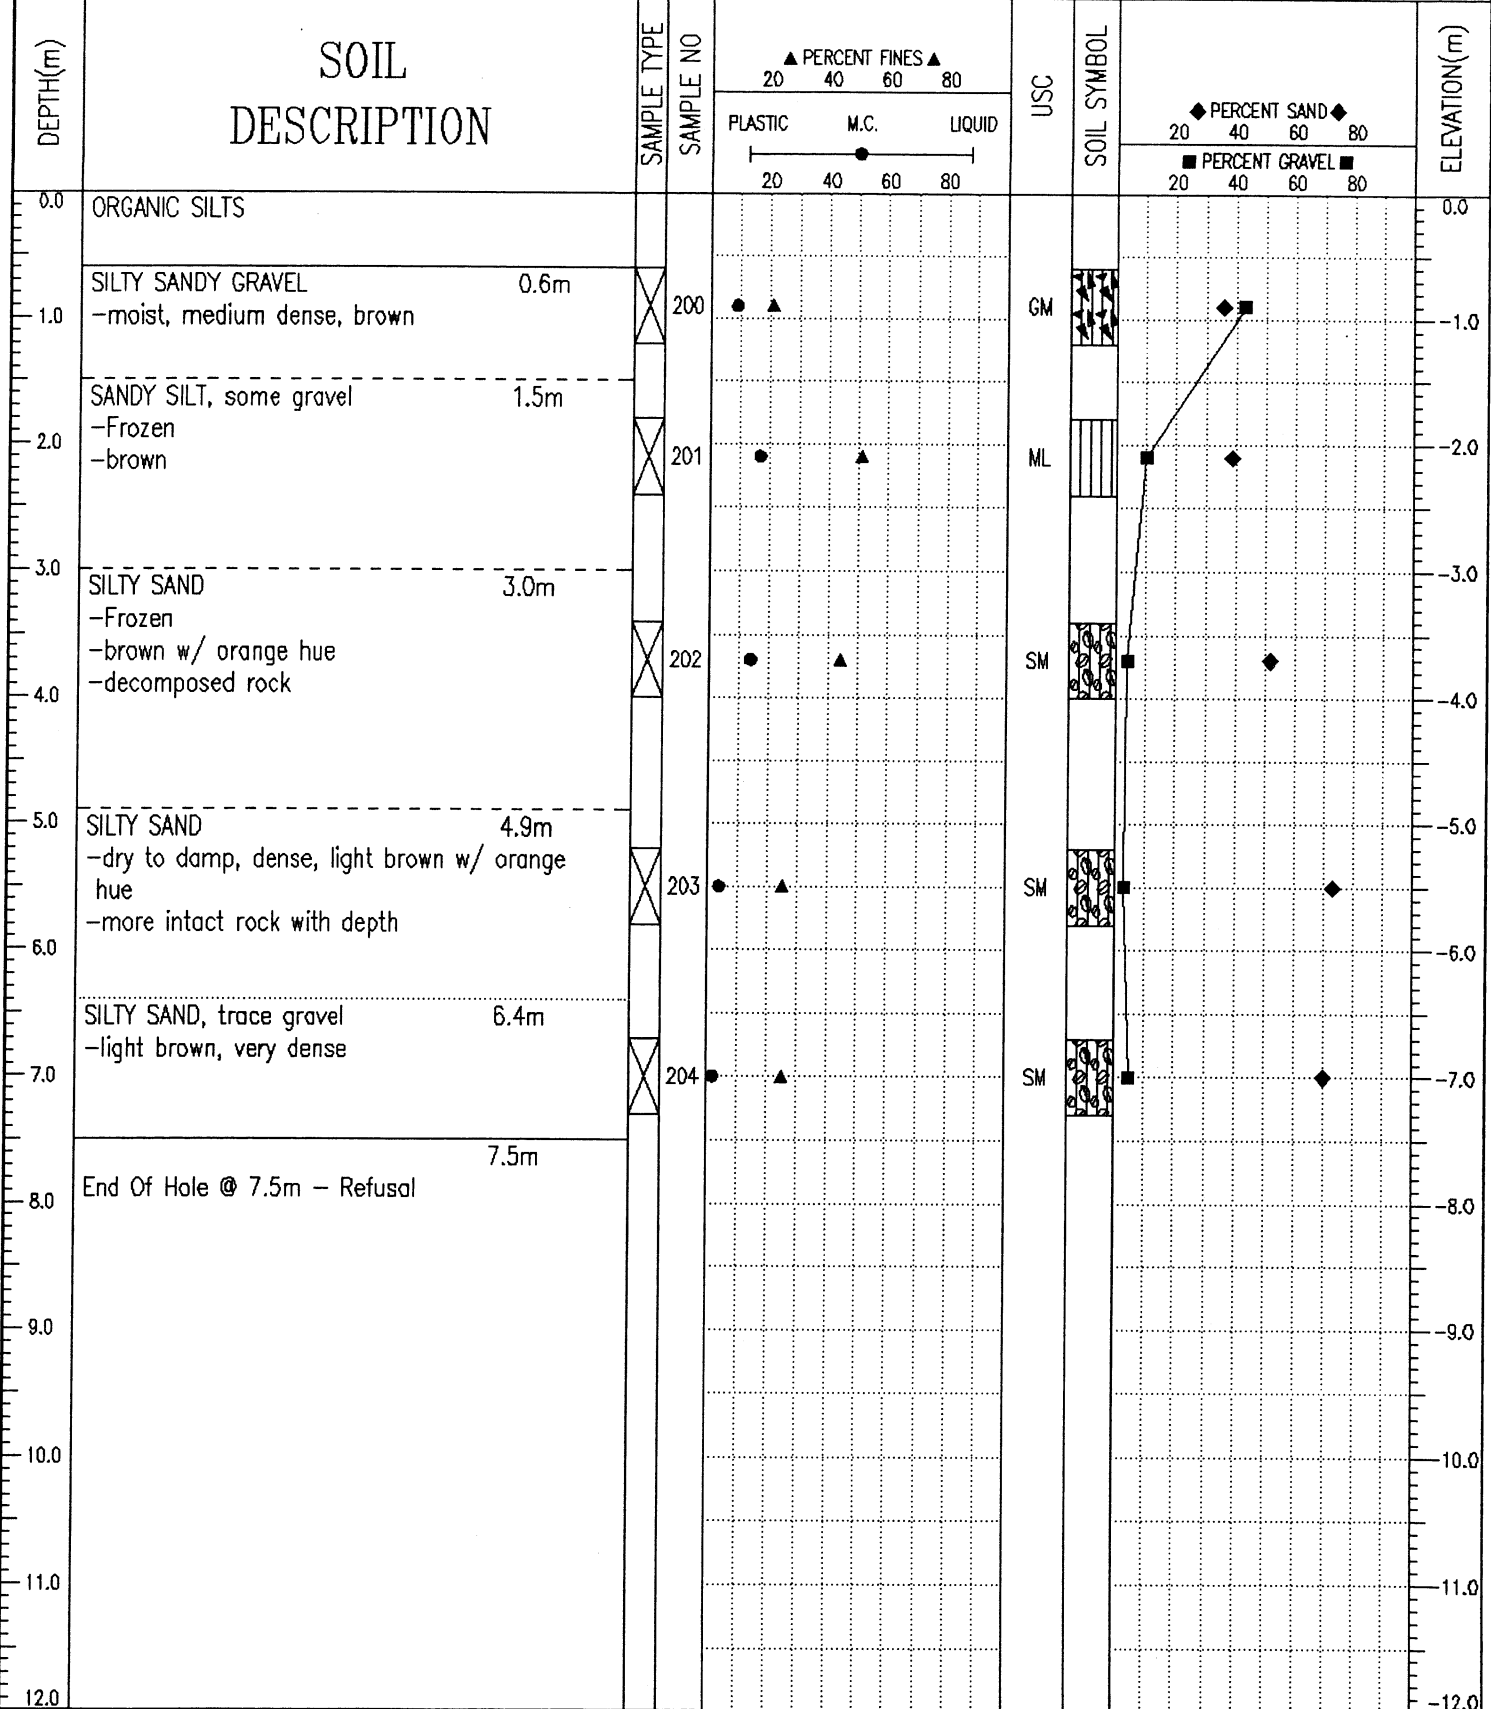 DEPTH(m)
SOIL
DESCRIPTION
SAMPLE TYPE
SAMPLE NO
▲ PERCENT FINES ▲
20 40 60 80
PLASTIC M.C. LIQUID
20 40 60 80
USC
SOIL SYMBOL
◆ PERCENT SAND ◆
20 40 60 80
■ PERCENT GRAVEL ■
20 40 60 80
ELEVATION(m)
0.0 ORGANIC SILTS 0.0
SILTY SANDY GRAVEL 0.6m
200 GM
1.0 –moist, medium dense, brown –1.0
SANDY SILT, some gravel 1.5m
–Frozen
2.0 –2.0
–brown 201 ML
3.0 –3.0
SILTY SAND 3.0m
–Frozen
–brown w/ orange hue 202 SM
–decomposed rock
4.0 –4.0
5.0 –5.0
SILTY SAND 4.9m
–dry to damp, dense, light brown w/ orange
hue 203 SM
–more intact rock with depth
6.0 –6.0
SILTY SAND, trace gravel 6.4m
–light brown, very dense
7.0 204 SM –7.0
7.5m
End Of Hole @ 7.5m – Refusal
8.0 –8.0
9.0 –9.0
10.0 –10.0
11.0 –11.0
12.0 –12.0